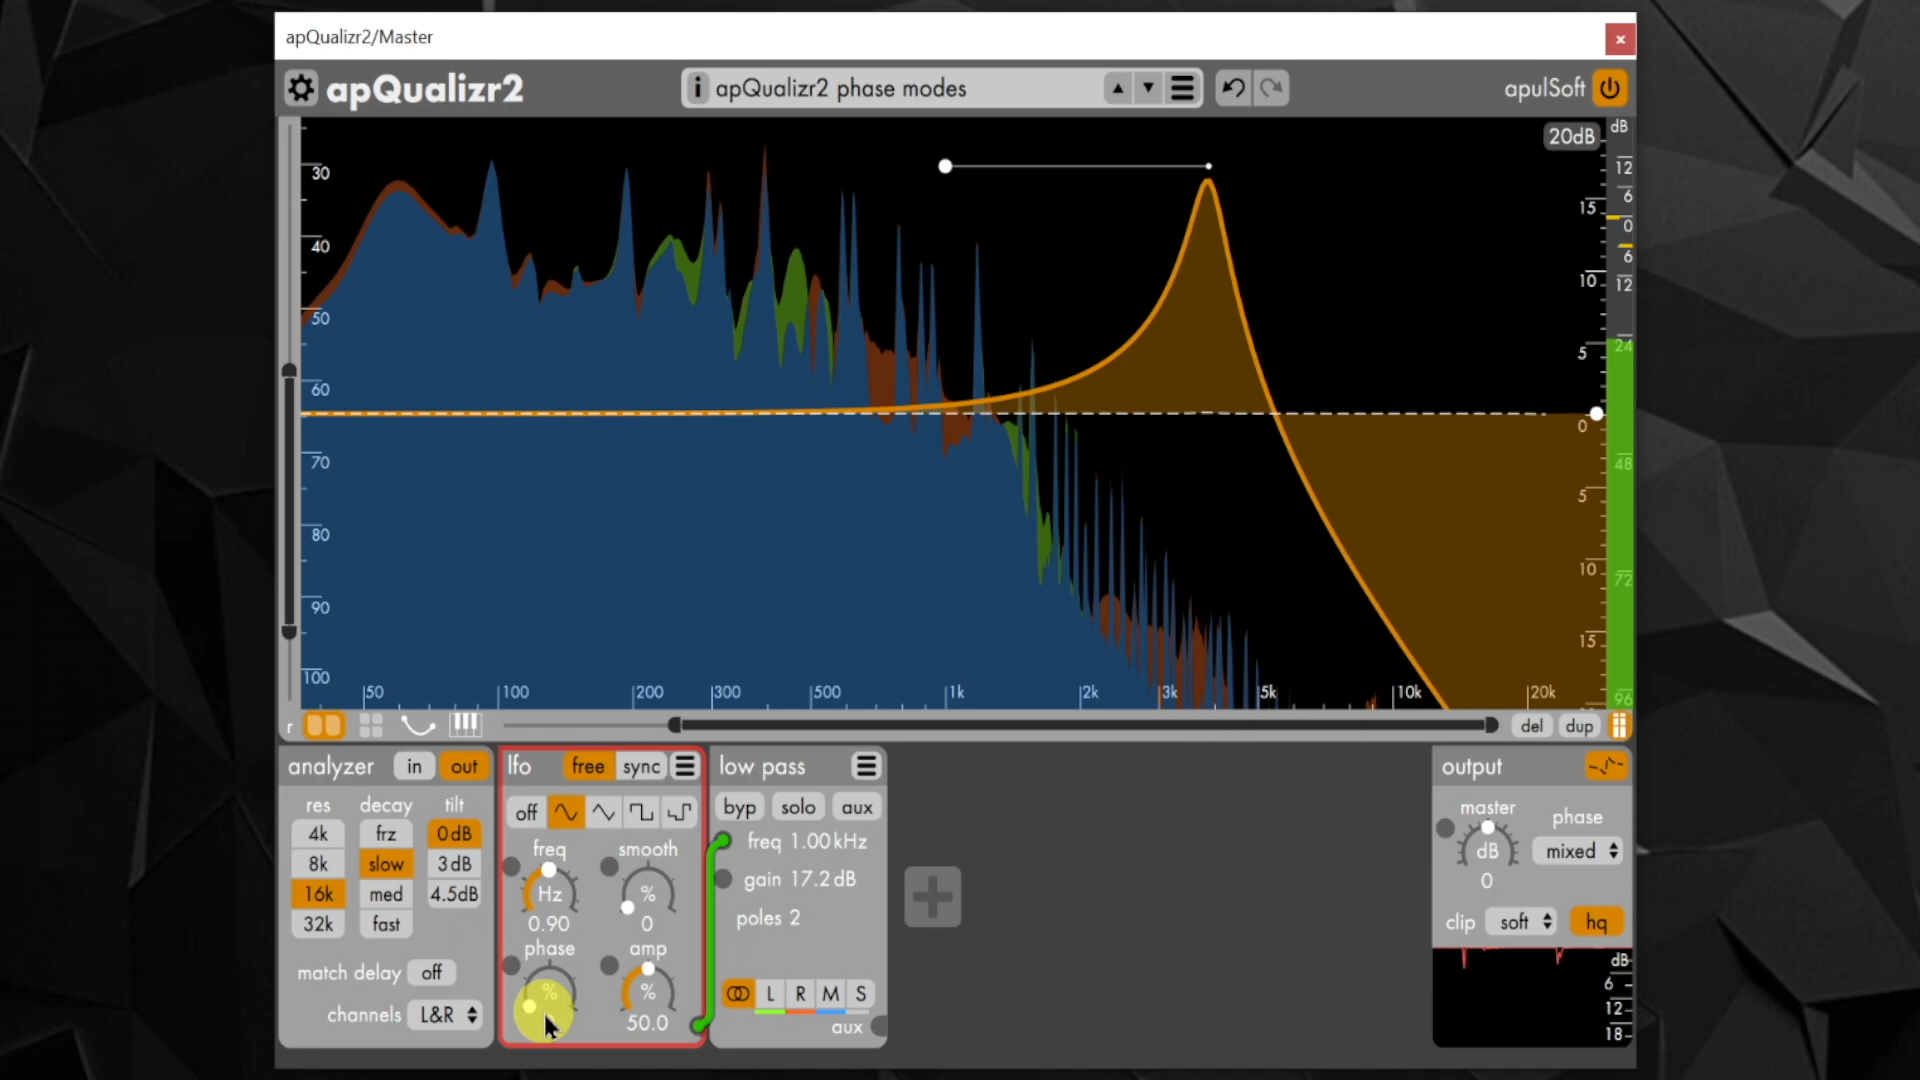 apQualizr2/Master
x
apQualizr2
i apQualizr2 phase modes
apulSoft
20dB
dB
12
6
0
6
12
24
48
72
96
30
40
50
60
70
80
90
100
15
10
5
0
5
10
15
50
100
200
300
500
1k
2k
3k
5k
10k
20k
r
del
dup
analyzer in out
res decay tilt
4k frz 0dB
8k slow 3dB
16k med 4.5dB
32k fast
match delay off
channels L&R
lfo free sync
off
freq smooth
Hz %
0.90 0
phase amp
% %
50.0
low pass
byp solo aux
freq 1.00kHz
gain 17.2dB
poles 2
L R M S
aux
output
master phase
dB mixed
0
clip soft hq
dB
6
12
18